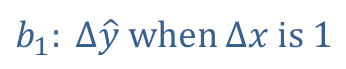 b₁: Δŷ when Δx is 1